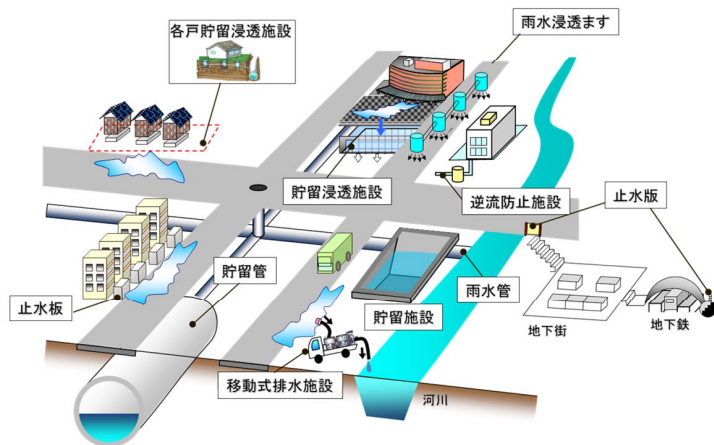 各戸貯留浸透施設
雨水浸透ます
貯留浸透施設
逆流防止施設
止水版
貯留管
雨水管
止水板
貯留施設
地下街
地下鉄
移動式排水施設
河川